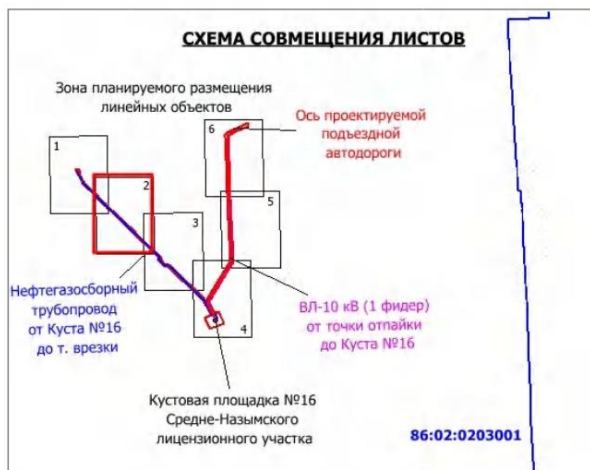 СХЕМА СОВМЕЩЕНИЯ ЛИСТОВ
Зона планируемого размещения
линейных объектов
Ось проектируемой
подъездной
автодороги
1
2
3
6
5
4
Нефтегазосборный
трубопровод
от Куста №16
до т. врезки
ВЛ-10 кВ (1 фидер)
от точки отпайки
до Куста №16
Кустовая площадка №16
Средне-Назымского
лицензионного участка
86:02:0203001